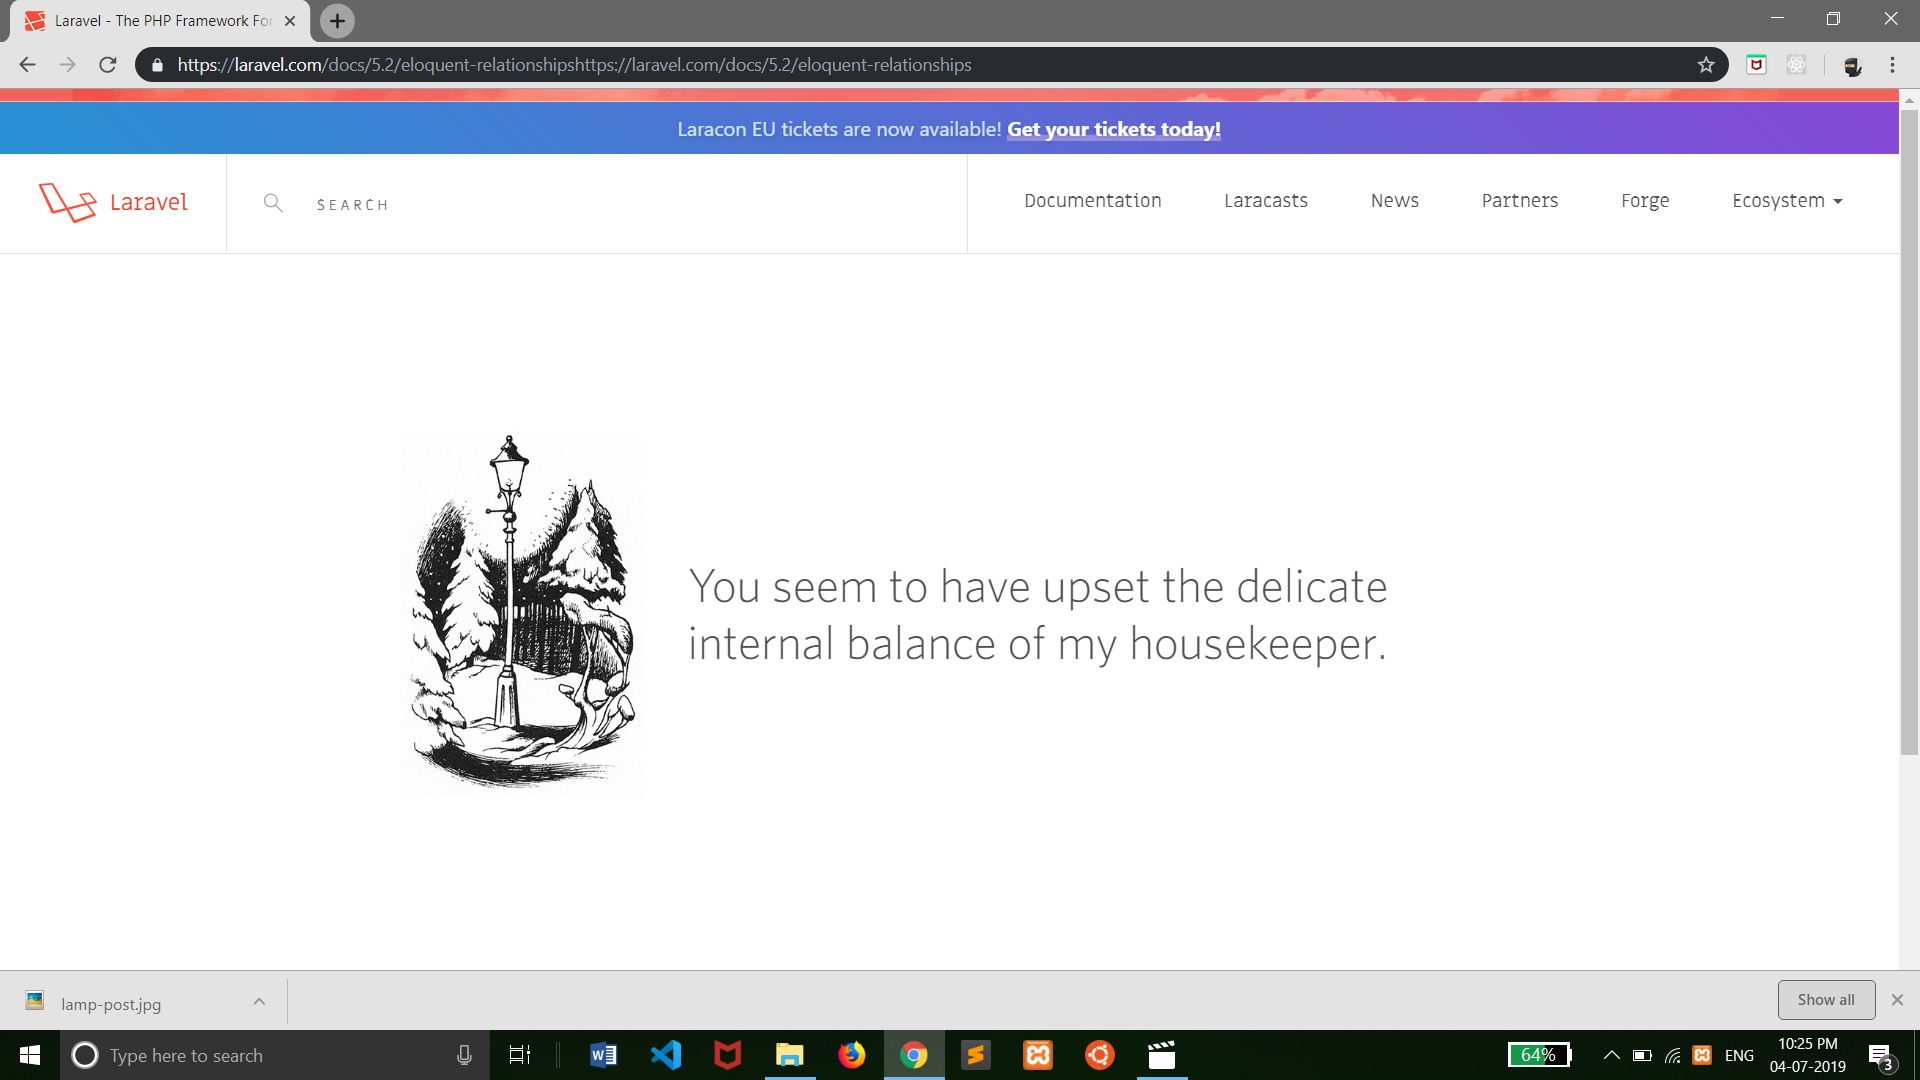 Laravel - The PHP Framework For
https://laravel.com/docs/5.2/eloquent-relationshipshttps://laravel.com/docs/5.2/eloquent-relationships
Laracon EU tickets are now available! Get your tickets today!
Laravel
SEARCH
Documentation Laracasts News Partners Forge Ecosystem
You seem to have upset the delicate
internal balance of my housekeeper.
lamp-post.jpg
Show all
Type here to search
64%
ENG
10:25 PM
04-07-2019
3